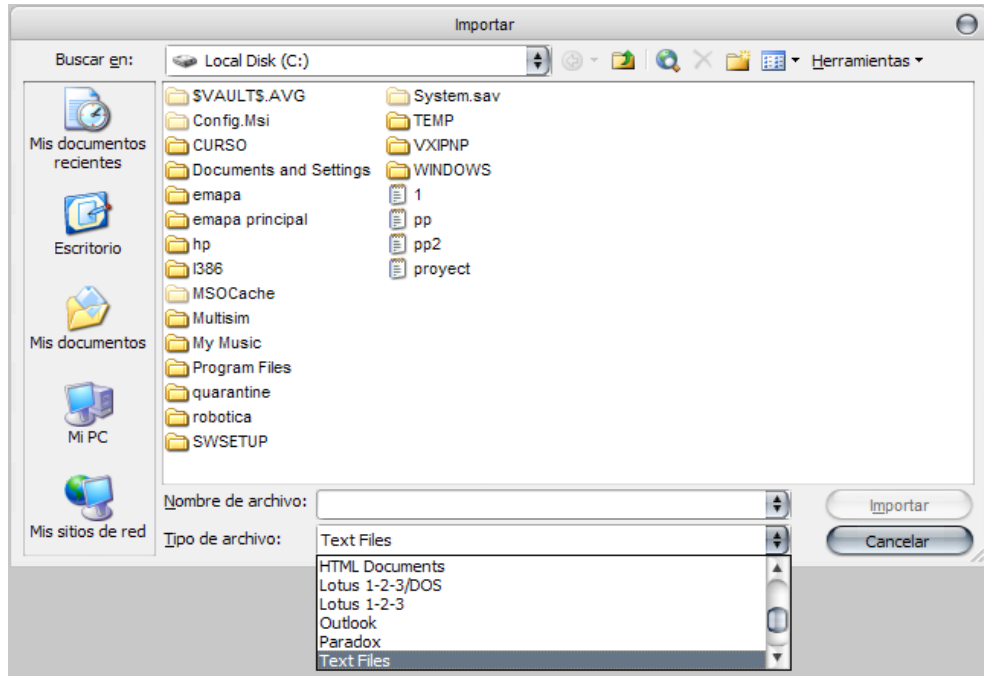 Importar
Buscar en:
Local Disk (C:)
Herramientas
Mis documentos
recientes
Escritorio
Mis documentos
Mi PC
Mis sitios de red
$VAULT$.AVG
Config.Msi
CURSO
Documents and Settings
emapa
emapa principal
hp
I386
MSOCache
Multisim
My Music
Program Files
quarantine
robotica
SWSETUP
System.sav
TEMP
VXIPNP
WINDOWS
1
pp
pp2
proyect
Nombre de archivo:
Importar
Tipo de archivo:
Text Files
Cancelar
HTML Documents
Lotus 1-2-3/DOS
Lotus 1-2-3
Outlook
Paradox
Text Files